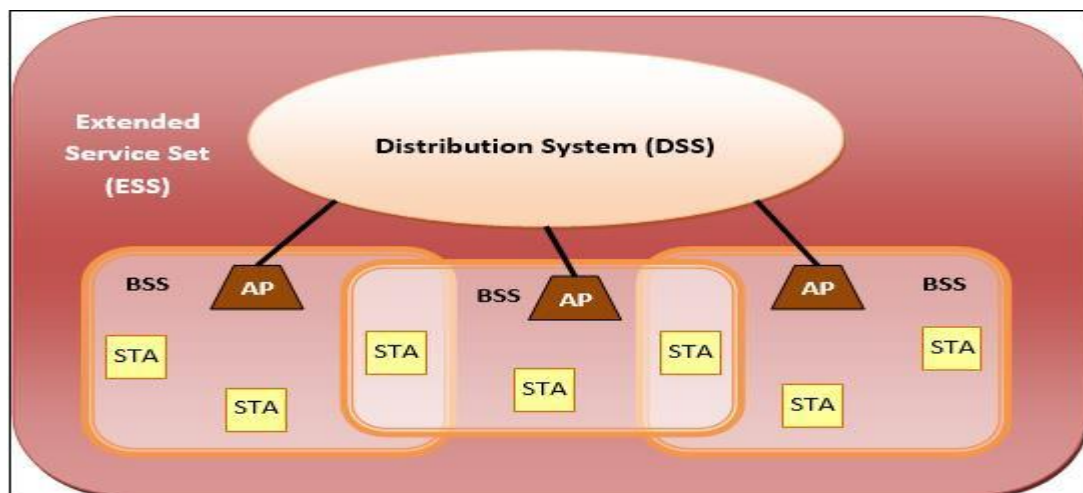 Extended
Service Set
(ESS)
Distribution System (DSS)
BSS
AP
BSS
AP
AP
BSS
STA
STA
STA
STA
STA
STA
STA